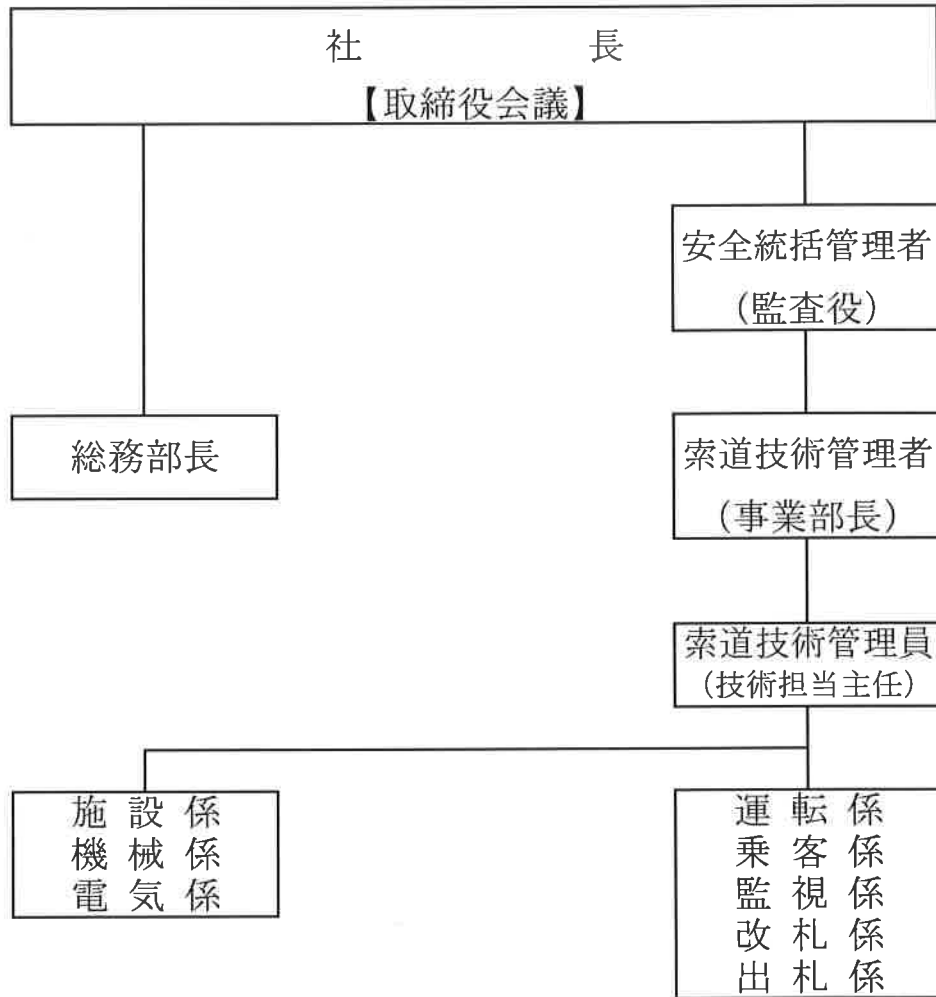 社長
【取締役会議】
安全統括管理者
（監査役）
総務部長
索道技術管理者
（事業部長）
索道技術管理員
（技術担当主任）
施設係
機械係
電気係
運転係
乗客係
監視係
改札係
出札係